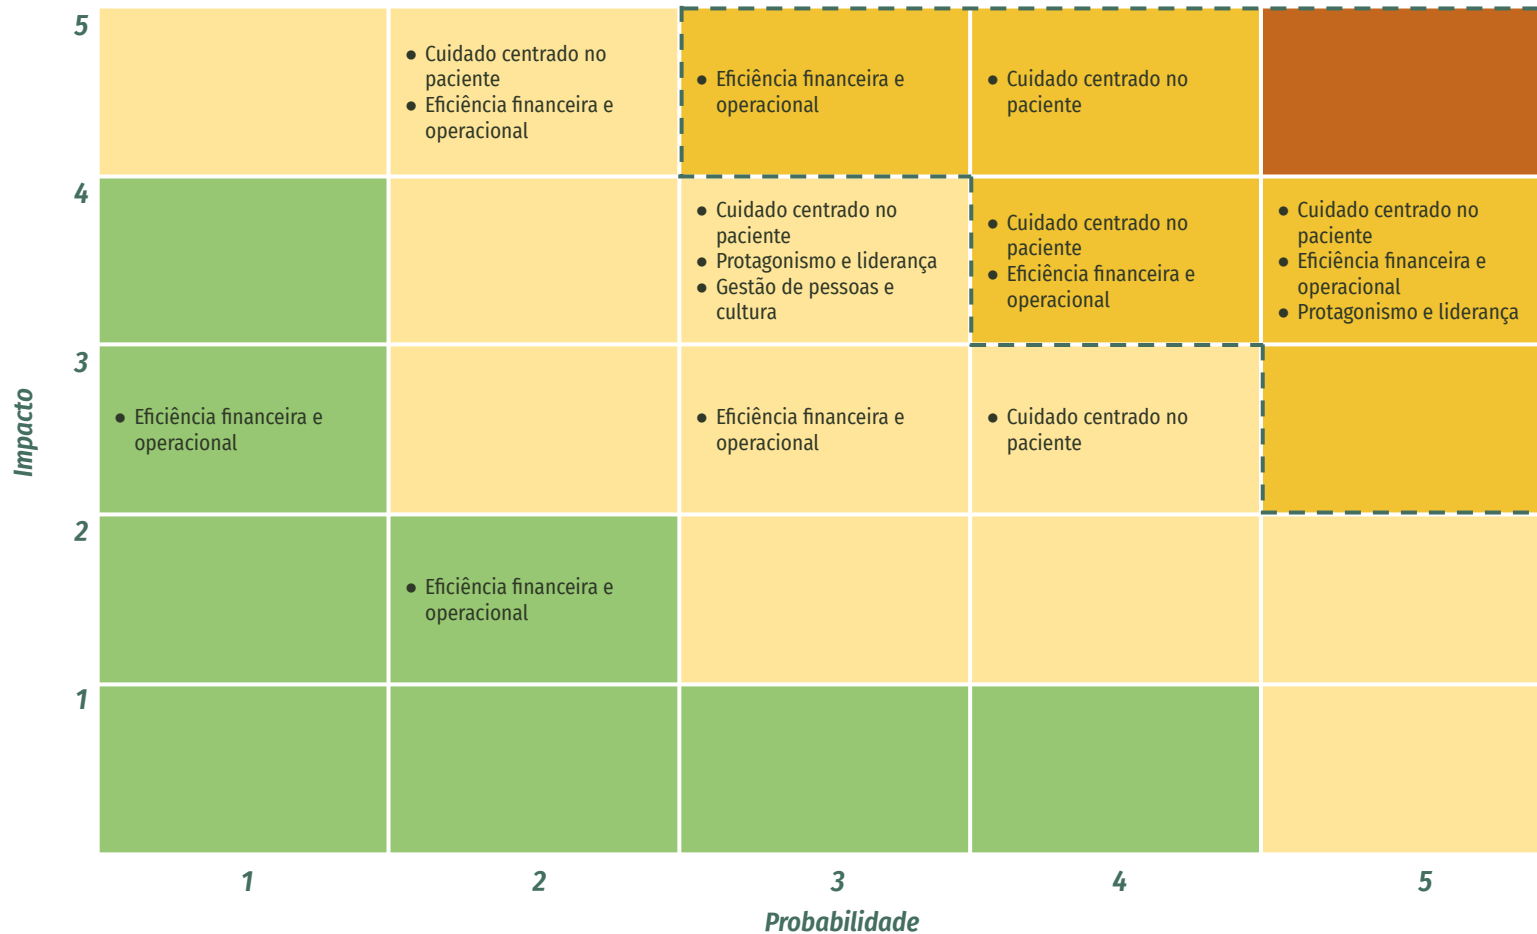 5
• Cuidado centrado no
paciente
• Eficiência financeira e
operacional
• Eficiência financeira e
operacional
• Cuidado centrado no
paciente
4
• Cuidado centrado no
paciente
• Protagonismo e liderança
• Gestão de pessoas e
cultura
• Cuidado centrado no
paciente
• Eficiência financeira e
operacional
• Cuidado centrado no
paciente
• Eficiência financeira e
operacional
• Protagonismo e liderança
3
Impacto
• Eficiência financeira e
operacional
• Eficiência financeira e
operacional
• Cuidado centrado no
paciente
2
• Eficiência financeira e
operacional
1
1
2
3
4
5
Probabilidade